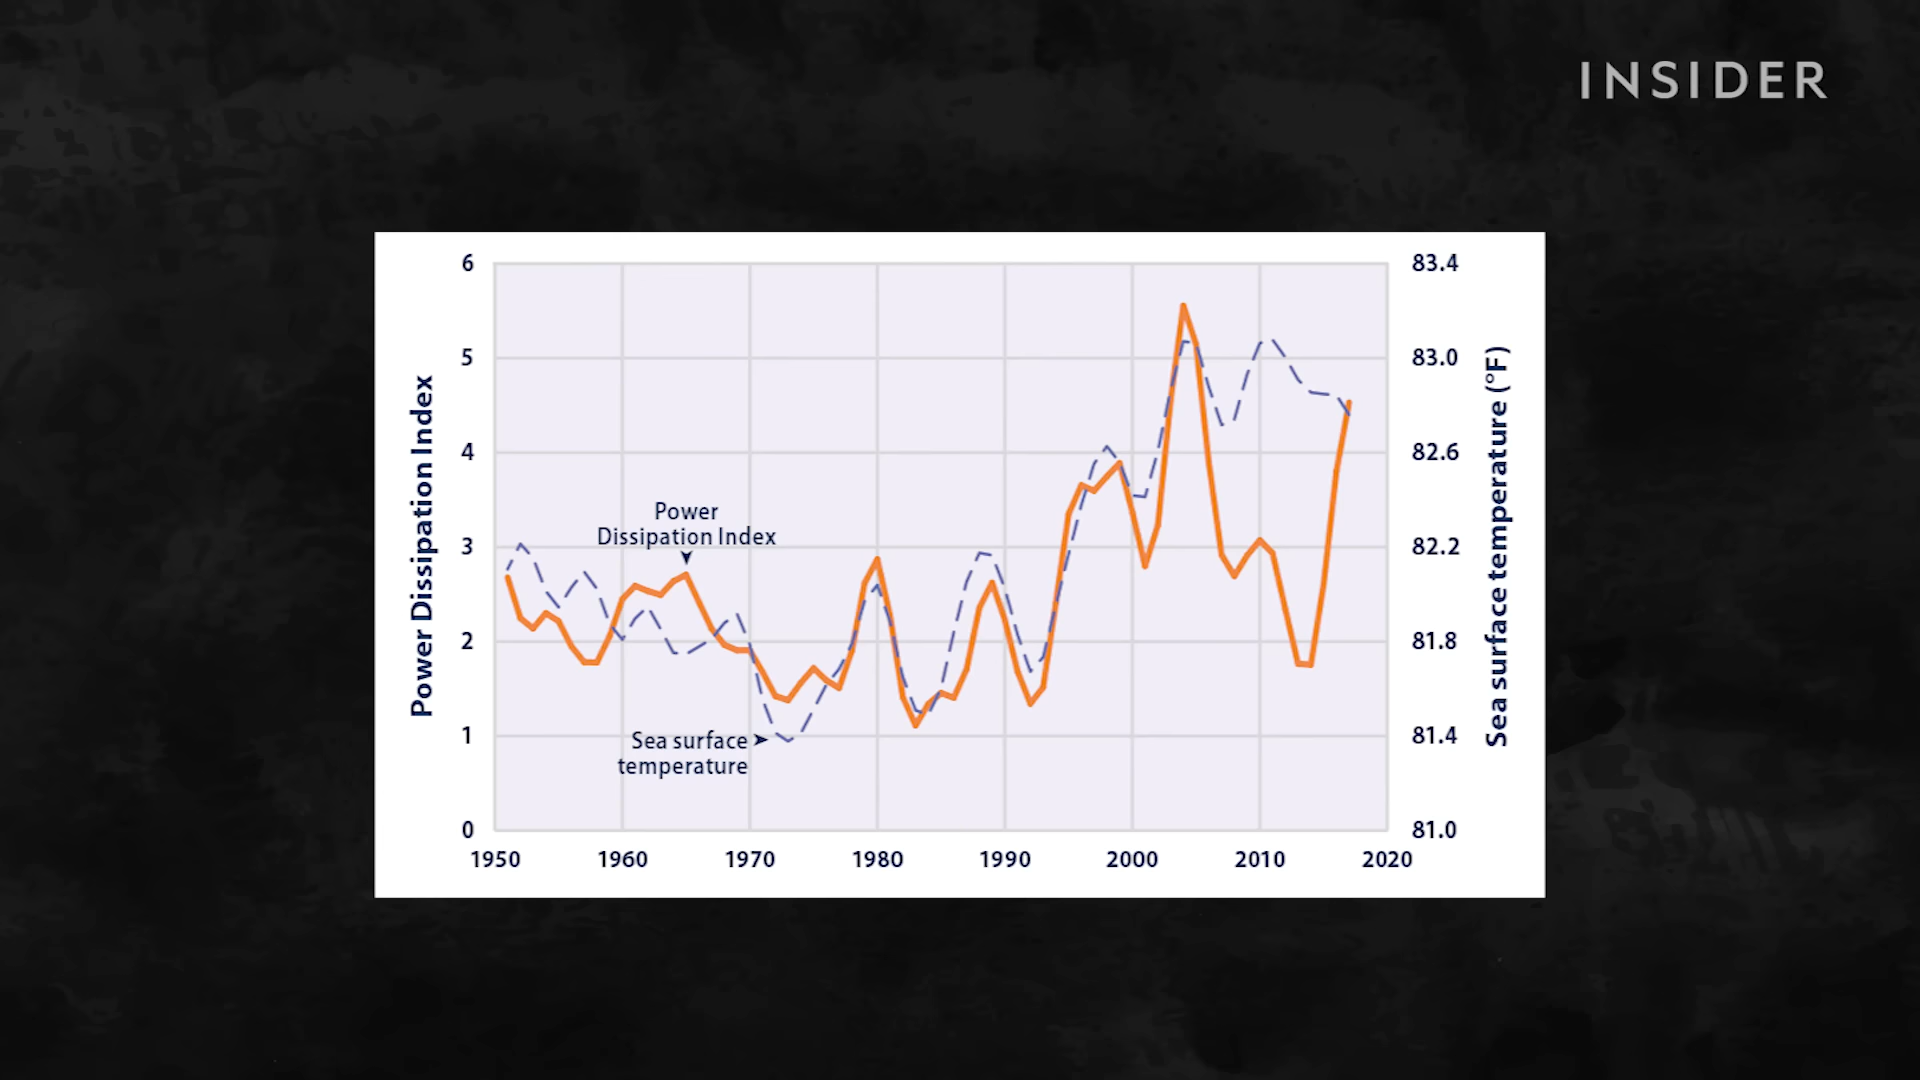 INSIDER
6
5
4
3
2
1
0
Power Dissipation Index
83.4
83.0
82.6
82.2
81.8
81.4
81.0
Sea surface temperature (°F)
Power
Dissipation Index
Sea surface
temperature
1950 1960 1970 1980 1990 2000 2010 2020